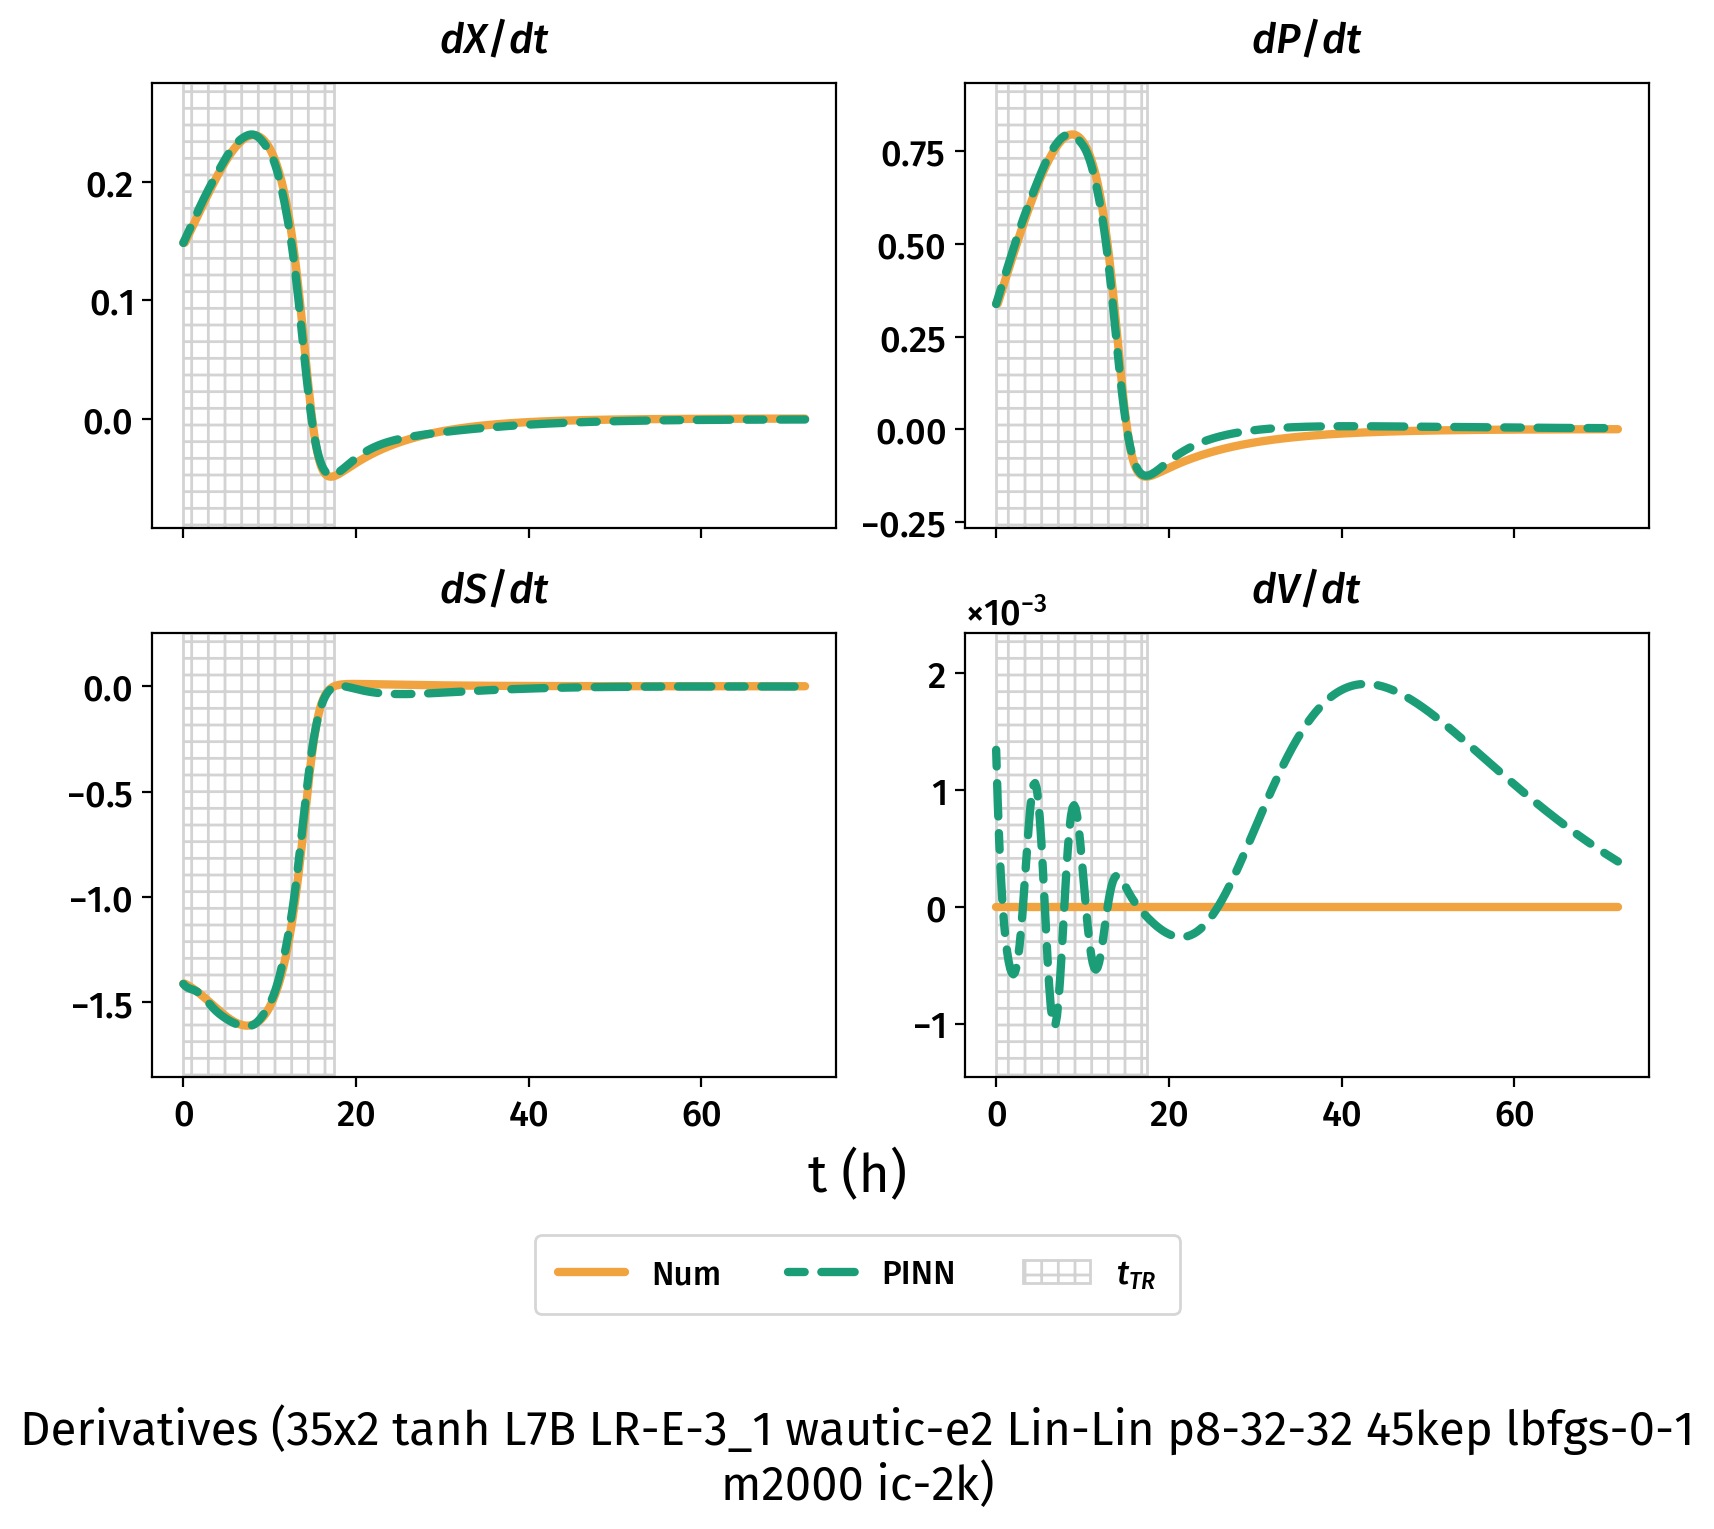 dX/dt
dP/dt
0.2
0.1
0.0
0.75
0.50
0.25
0.00
−0.25
dS/dt
dV/dt
×10⁻³
0.0
−0.5
−1.0
−1.5
2
1
0
−1
0 20 40 60
0 20 40 60
t (h)
Num PINN t_TR
Derivatives (35x2 tanh L7B LR-E-3_1 wautic-e2 Lin-Lin p8-32-32 45kep lbfgs-0-1
m2000 ic-2k)